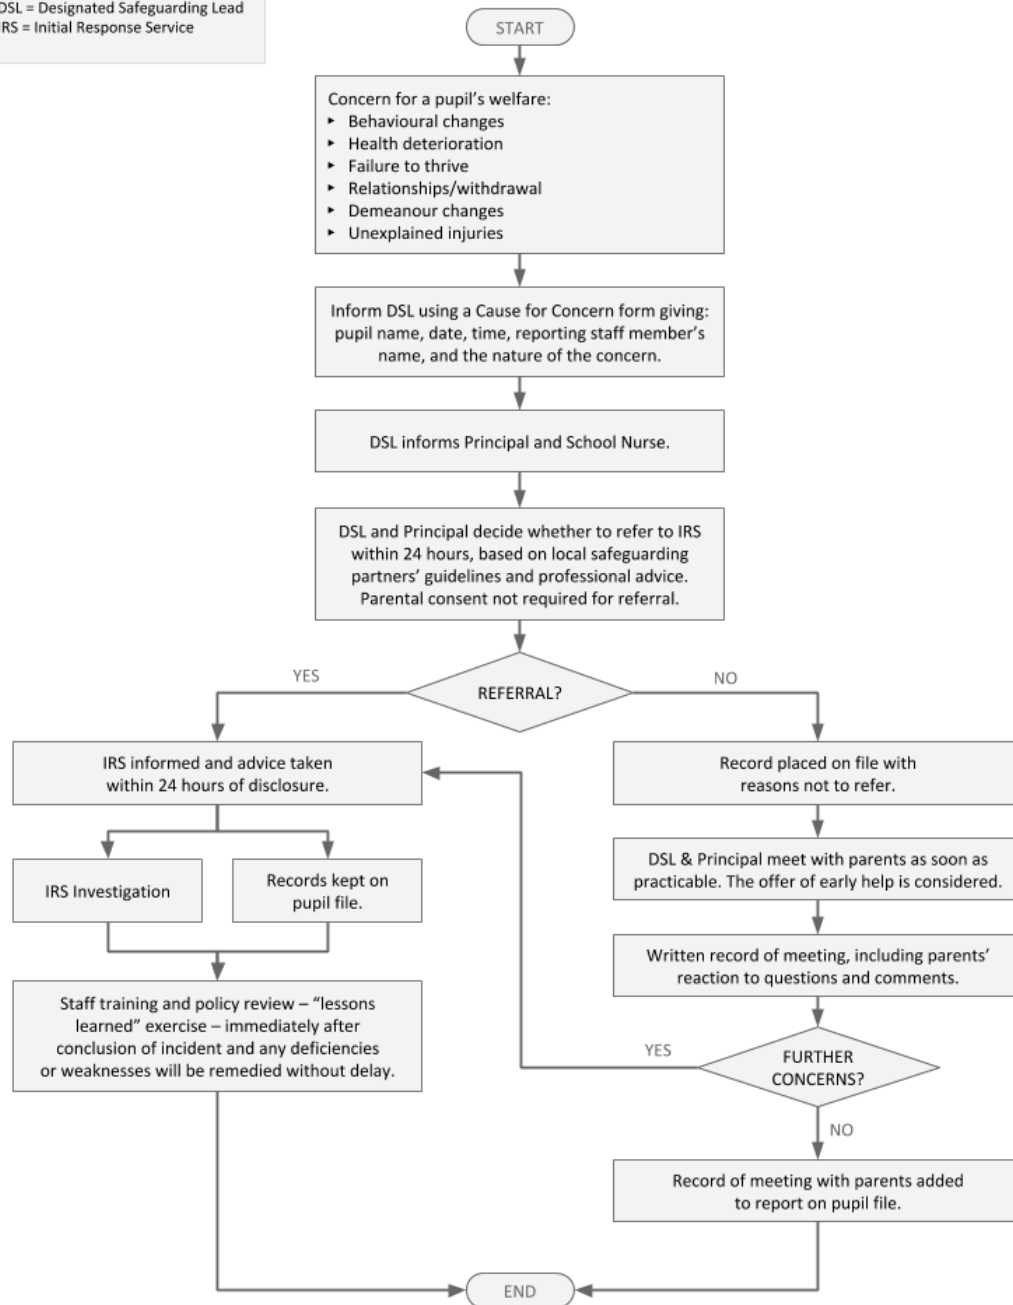 DSL = Designated Safeguarding Lead
IRS = Initial Response Service
START
Concern for a pupil's welfare:
▸ Behavioural changes
▸ Health deterioration
▸ Failure to thrive
▸ Relationships/withdrawal
▸ Demeanour changes
▸ Unexplained injuries
Inform DSL using a Cause for Concern form giving:
pupil name, date, time, reporting staff member's
name, and the nature of the concern.
DSL informs Principal and School Nurse.
DSL and Principal decide whether to refer to IRS
within 24 hours, based on local safeguarding
partners' guidelines and professional advice.
Parental consent not required for referral.
REFERRAL?
YES
NO
IRS informed and advice taken
within 24 hours of disclosure.
IRS Investigation
Records kept on
pupil file.
Staff training and policy review – “lessons
learned” exercise – immediately after
conclusion of incident and any deficiencies
or weaknesses will be remedied without delay.
Record placed on file with
reasons not to refer.
DSL & Principal meet with parents as soon as
practicable. The offer of early help is considered.
Written record of meeting, including parents'
reaction to questions and comments.
FURTHER
CONCERNS?
YES
NO
Record of meeting with parents added
to report on pupil file.
END